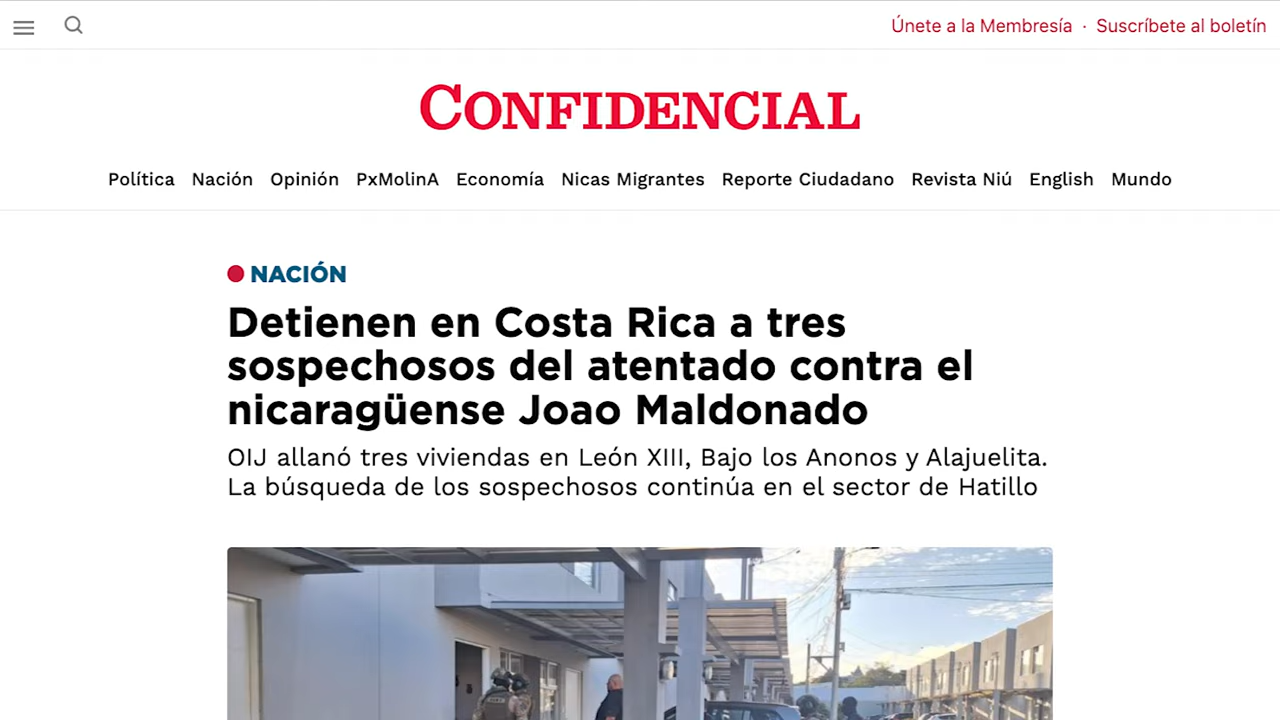 Únete a la Membresía · Suscríbete al boletín
CONFIDENCIAL
Política Nación Opinión PxMolinA Economía Nicas Migrantes Reporte Ciudadano Revista Niú English Mundo
NACIÓN
Detienen en Costa Rica a tres
sospechosos del atentado contra el
nicaragüense Joao Maldonado
OIJ allanó tres viviendas en León XIII, Bajo los Anonos y Alajuelita.
La búsqueda de los sospechosos continúa en el sector de Hatillo